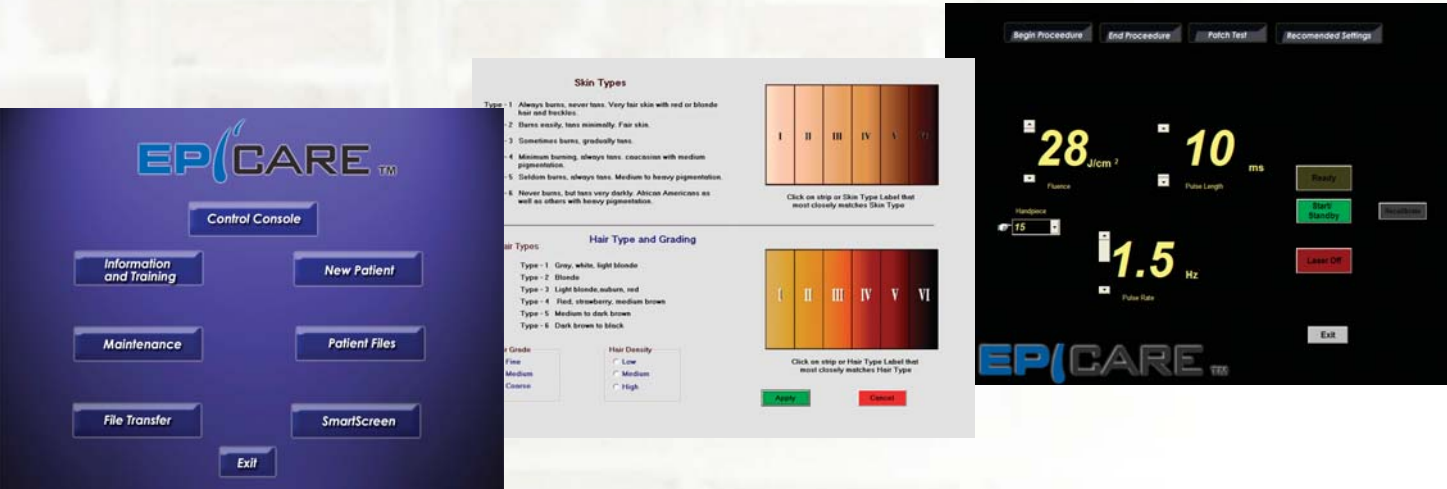 EPICARE TM
Control Console
Information
and Training
New Patient
Maintenance
Patient Files
File Transfer
SmartScreen
Exit
Skin Types
Type - 1 Always burns, never tans. Very fair skin with red or blonde
hair and freckles.
- 2 Burns easily, tans minimally. Fair skin.
- 3 Sometimes burns, gradually tans.
- 4 Minimum burning, always tans. caucasian with medium
pigmentation.
- 5 Seldom burns, always tans. Medium to heavy pigmentation.
- 6 Never burns, but tans very darkly. African Americans as
well as others with heavy pigmentation.
I II III IV V VI
Click on strip or Skin Type Label that
most closely matches Skin Type
Hair Type and Grading
air Types
Type - 1 Gray, white, light blonde
Type - 2 Blonde
Type - 3 Light blonde, auburn, red
Type - 4 Red, strawberry, medium brown
Type - 5 Medium to dark brown
Type - 6 Dark brown to black
r Grade
Fine
Medium
Coarse
Hair Density
Low
Medium
High
I II III IV V VI
Click on strip or Hair Type Label that
most closely matches Hair Type
Apply
Cancel
Begin Proceedure
End Proceedure
Patch Test
Recomended Settings
28 J/cm 2
Fluence
10 ms
Pulse Length
Handpiece
15
1.5 Hz
Pulse Rate
Ready
Start/
Standby
Laser Off
Exit
EPICARE TM